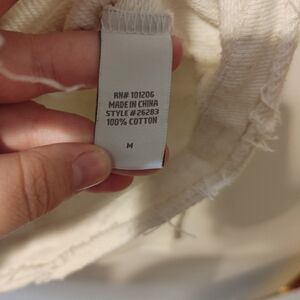 RN# 101206
MADE IN CHINA
STYLE # 26283
100% COTTON
M